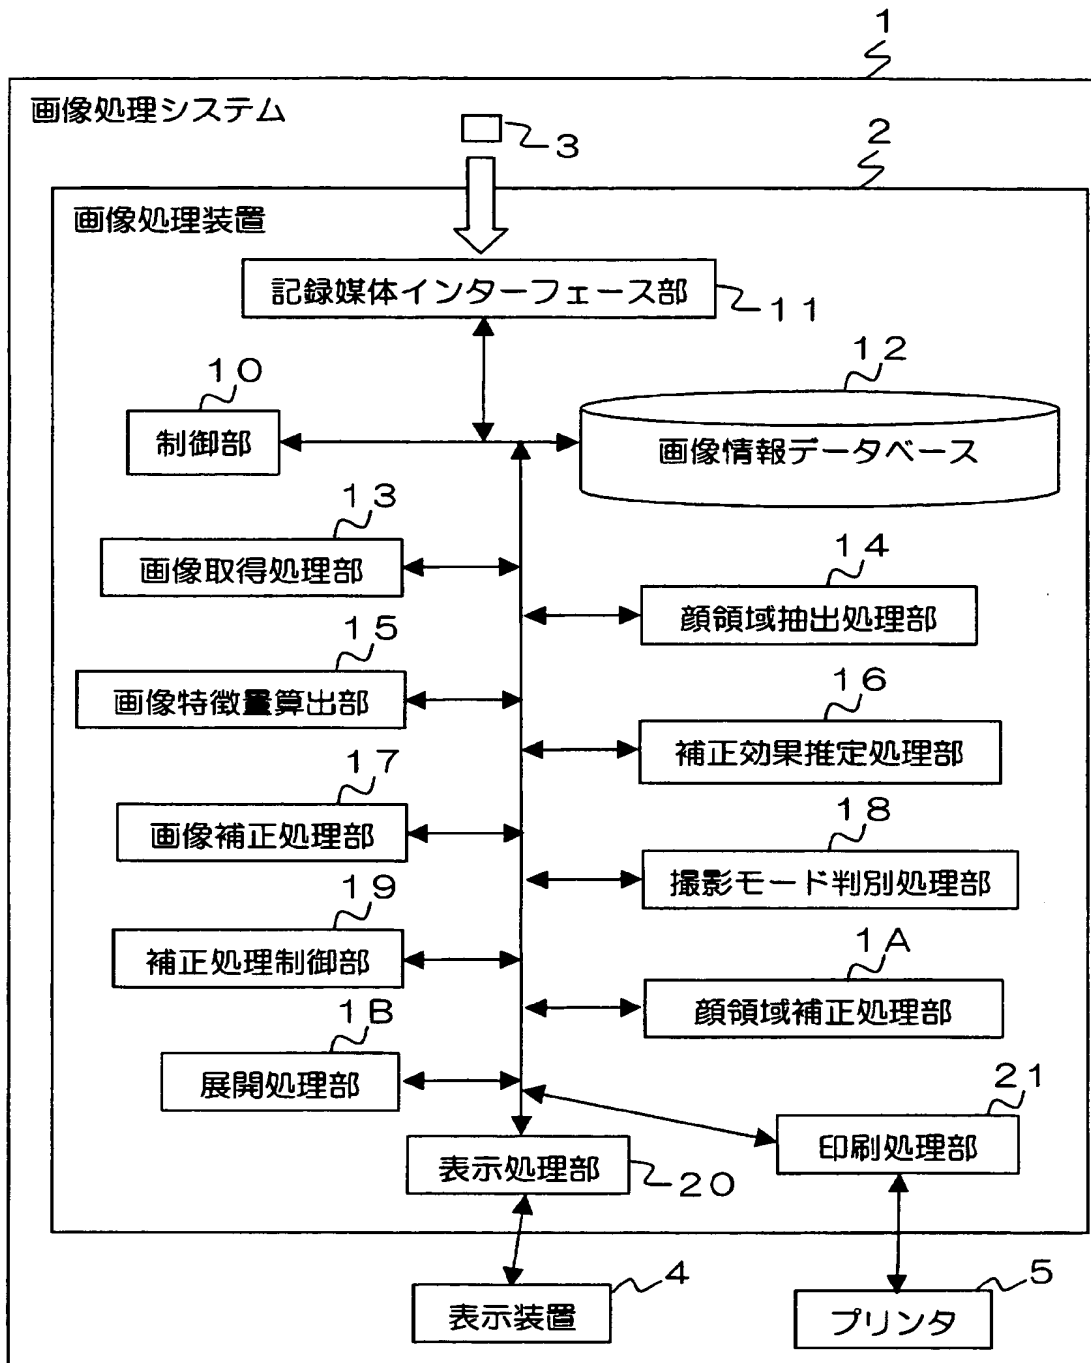 1
画像処理システム
3
2
画像処理装置
記録媒体インターフェース部
11
10
制御部
12
画像情報データベース
13
画像取得処理部
14
顔領域抽出処理部
15
画像特徴量算出部
16
補正効果推定処理部
17
画像補正処理部
18
撮影モード判別処理部
19
補正処理制御部
1A
顔領域補正処理部
1B
展開処理部
21
印刷処理部
表示処理部
20
4
表示装置
5
プリンタ